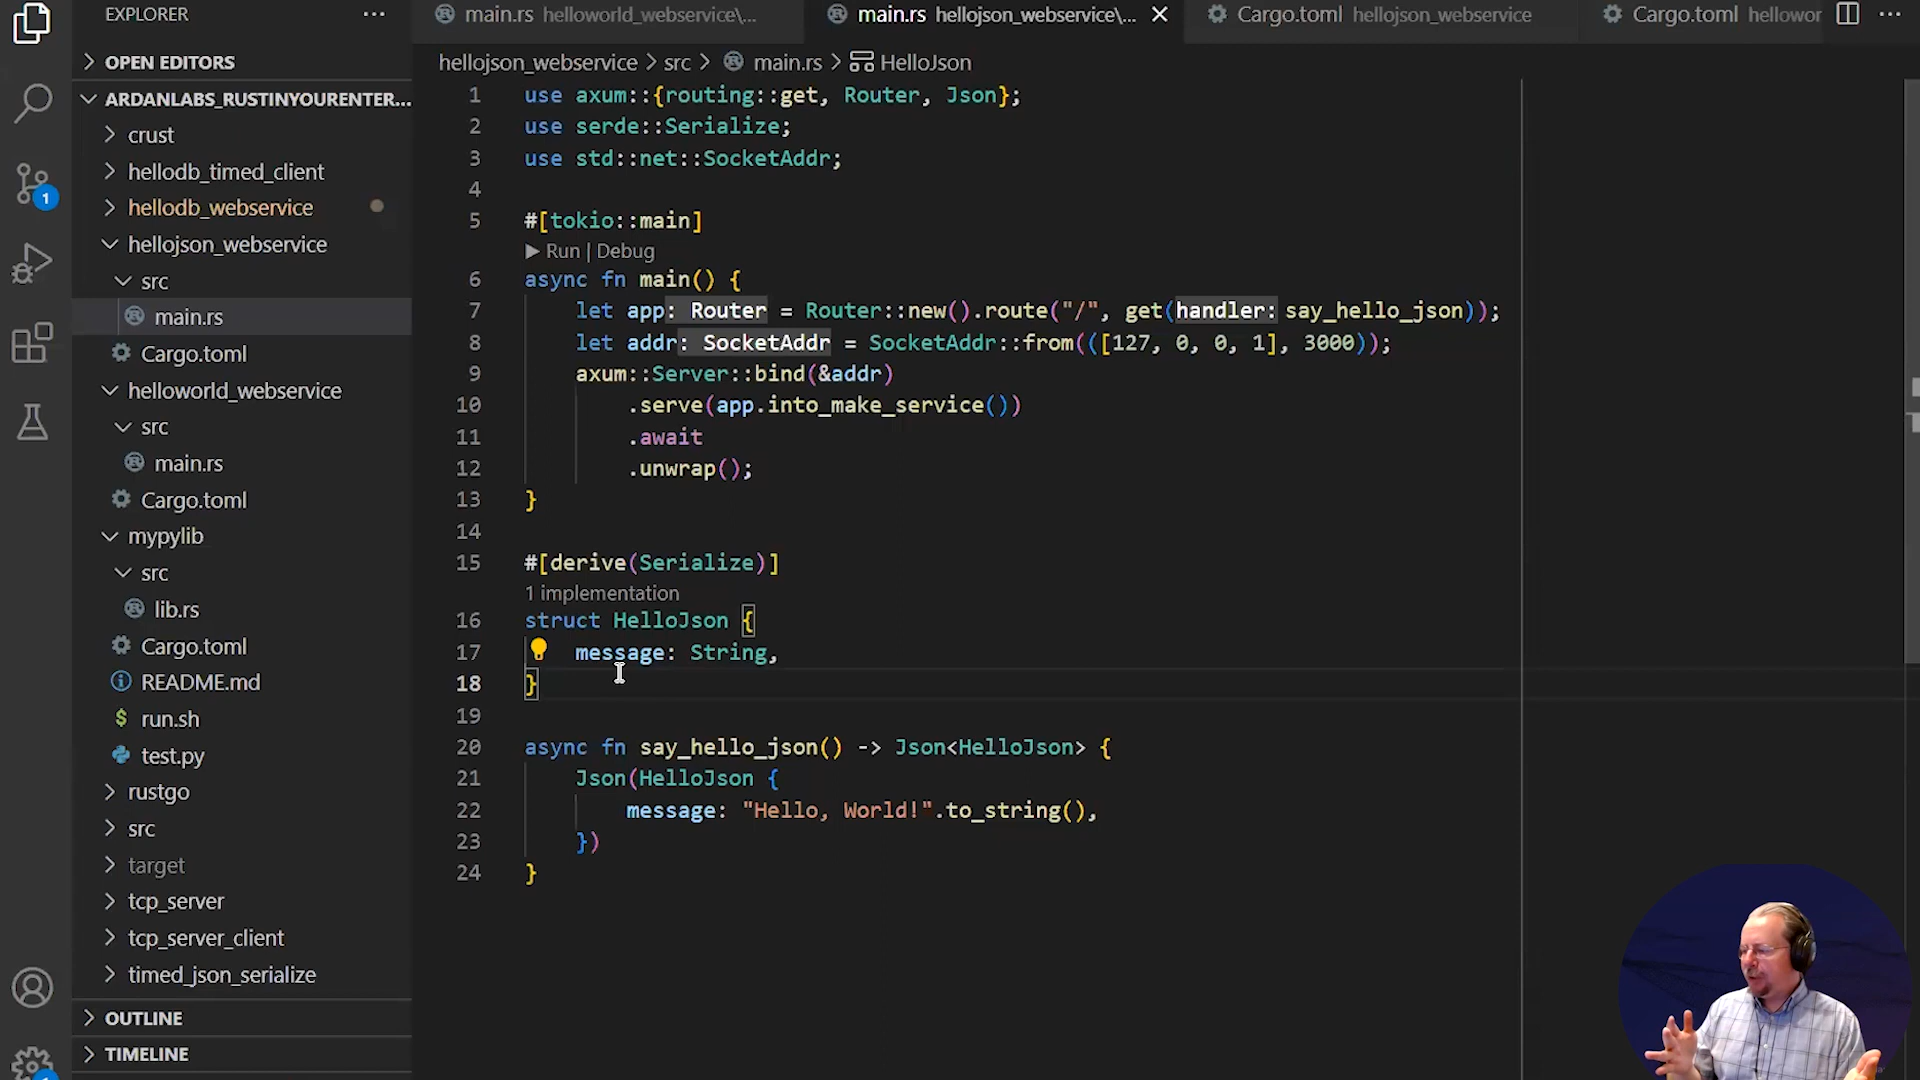 EXPLORER
OPEN EDITORS
ARDANLABS_RUSTINYOURENTER...
crust
hellodb_timed_client
hellodb_webservice
hellojson_webservice
src
main.rs
Cargo.toml
helloworld_webservice
src
main.rs
Cargo.toml
mypylib
src
lib.rs
Cargo.toml
README.md
run.sh
test.py
rustgo
src
target
tcp_server
tcp_server_client
timed_json_serialize
OUTLINE
TIMELINE
1
main.rs helloworld_webservice\...
main.rs hellojson_webservice\...
Cargo.toml hellojson_webservice
Cargo.toml hellowor
hellojson_webservice > src > main.rs > HelloJson
1 use axum::{routing::get, Router, Json};
2 use serde::Serialize;
3 use std::net::SocketAddr;
4
5 #[tokio::main]
Run | Debug
6 async fn main() {
7 let app: Router = Router::new().route("/", get(handler: say_hello_json));
8 let addr: SocketAddr = SocketAddr::from(([127, 0, 0, 1], 3000));
9 axum::Server::bind(&addr)
10 .serve(app.into_make_service())
11 .await
12 .unwrap();
13 }
14
15 #[derive(Serialize)]
1 implementation
16 struct HelloJson {
17 message: String,
18 }
19
20 async fn say_hello_json() -> Json<HelloJson> {
21 Json(HelloJson {
22 message: "Hello, World!".to_string(),
23 })
24 }